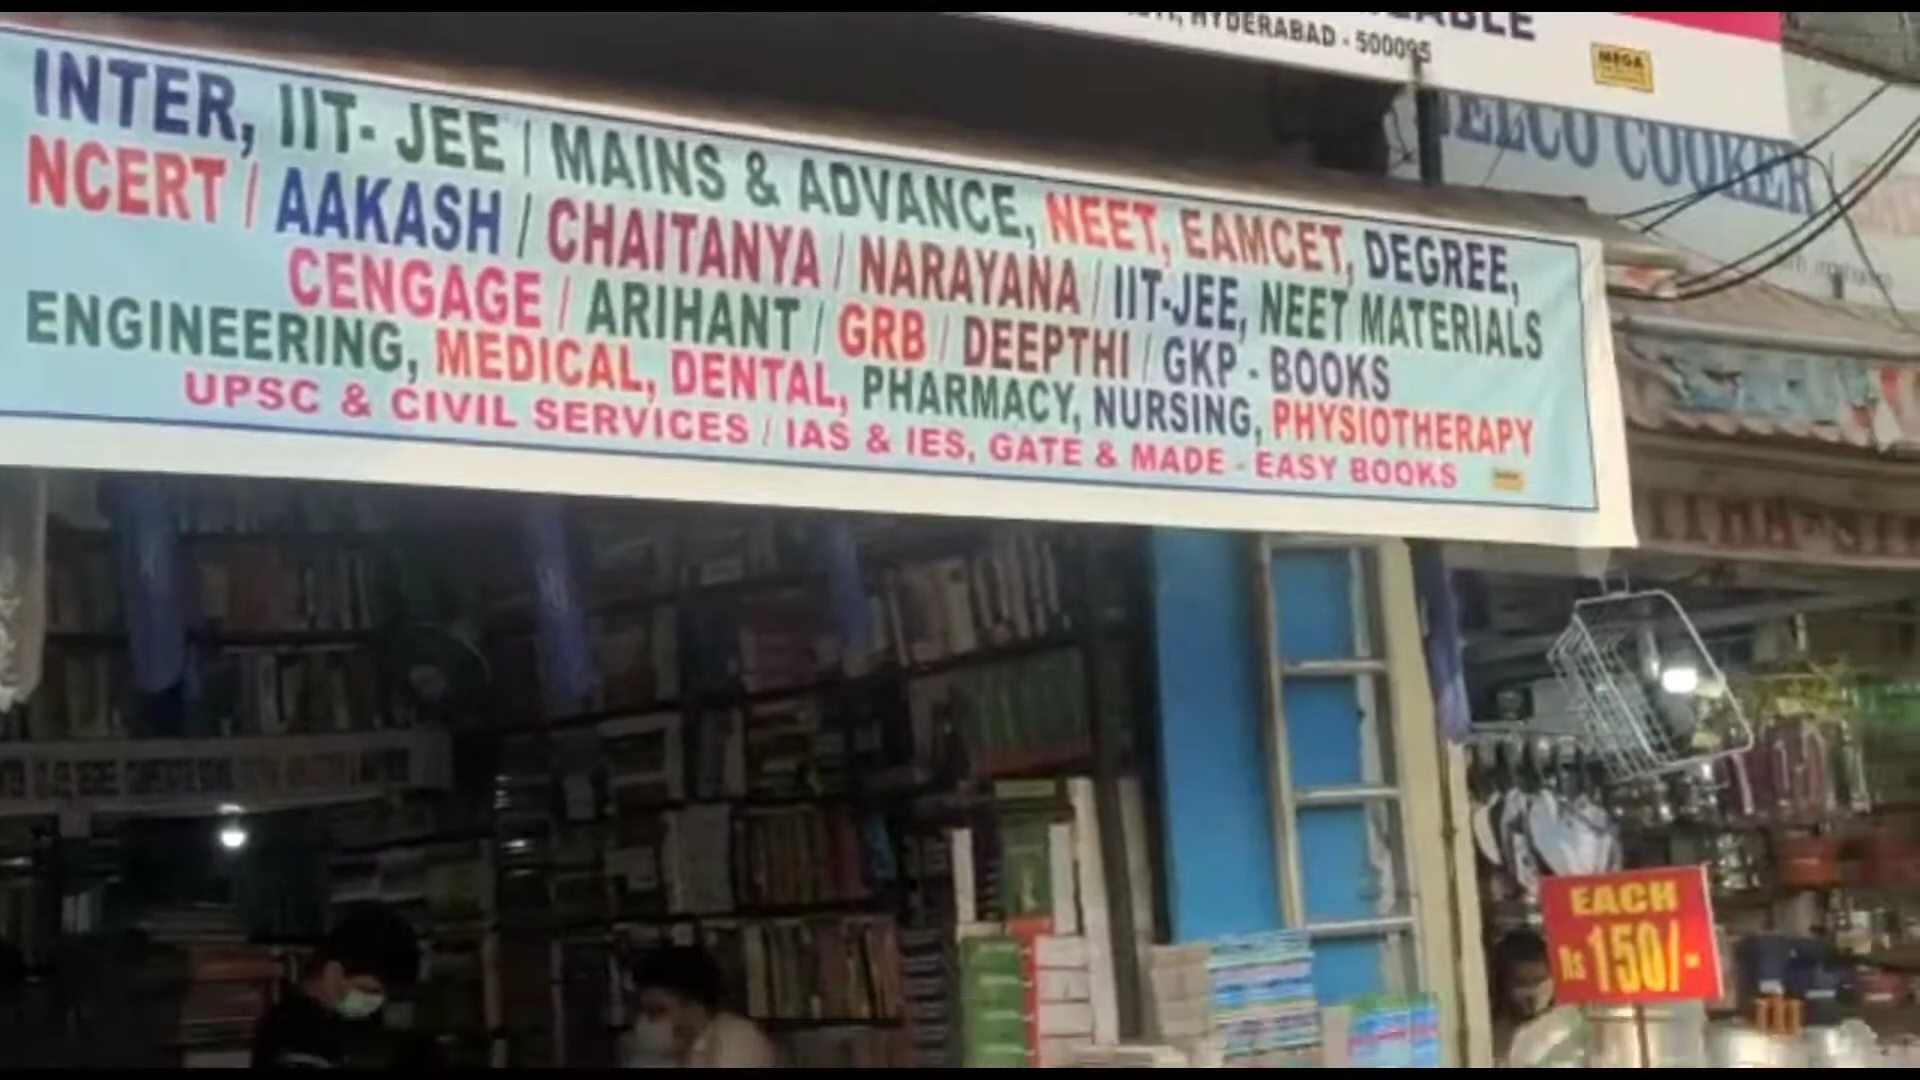 HYDERABAD - 500095
MEGA
ELCO COOKER
INTER, IIT- JEE / MAINS & ADVANCE, NEET, EAMCET, DEGREE,
NCERT / AAKASH / CHAITANYA / NARAYANA / IIT-JEE, NEET MATERIALS
CENGAGE / ARIHANT / GRB / DEEPTHI / GKP - BOOKS
ENGINEERING, MEDICAL, DENTAL, PHARMACY, NURSING, PHYSIOTHERAPY
UPSC & CIVIL SERVICES / IAS & IES, GATE & MADE - EASY BOOKS
EACH
Rs 150/-